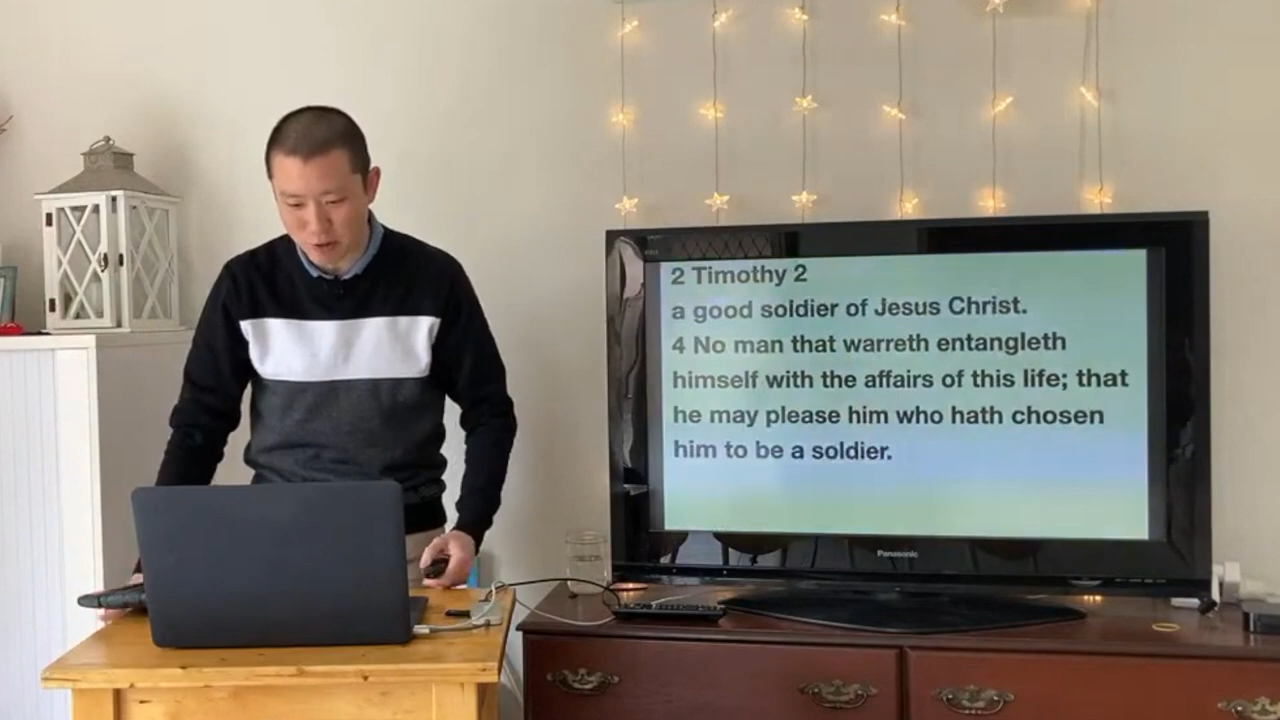 2 Timothy 2
a good soldier of Jesus Christ.
4 No man that warreth entangleth
himself with the affairs of this life; that
he may please him who hath chosen
him to be a soldier.
Panasonic